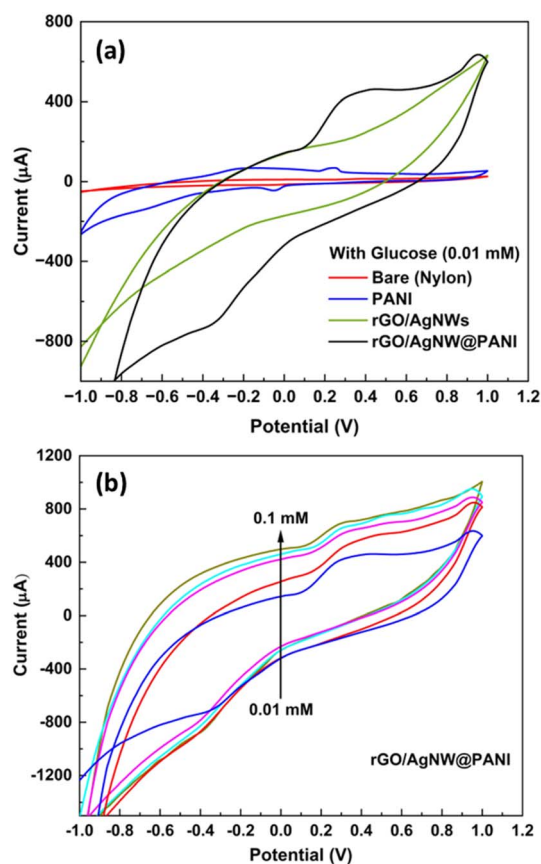 (a)
800
400
0
−400
−800
Current (µA)
With Glucose (0.01 mM)
Bare (Nylon)
PANI
rGO/AgNWs
rGO/AgNW@PANI
−1.0 −0.8 −0.6 −0.4 −0.2 0.0 0.2 0.4 0.6 0.8 1.0
Potential (V)
(b)
1200
800
400
0
-400
-800
-1200
Current (µA)
0.1 mM
0.01 mM
rGO/AgNW@PANI
-1.0 -0.8 -0.6 -0.4 -0.2 0.0 0.2 0.4 0.6 0.8 1.0
Potential (V)